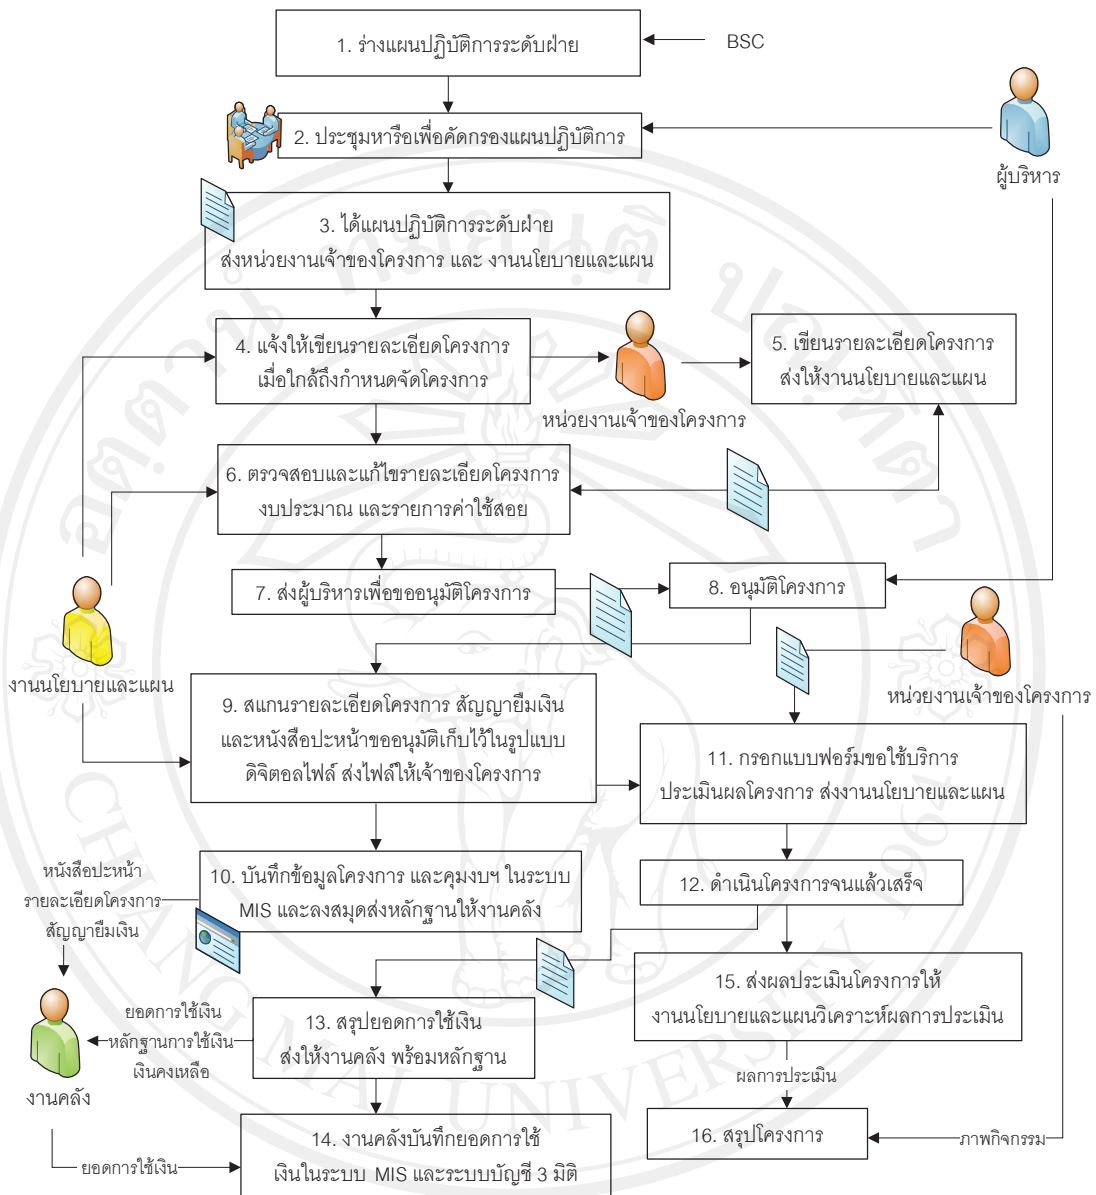 1. ร่างแผนปฏิบัติการระดับฝ่าย
BSC
2. ประชุมหารือเพื่อคัดกรองแผนปฏิบัติการ
ผู้บริหาร
3. ได้แผนปฏิบัติการระดับฝ่าย
ส่งหน่วยงานเจ้าของโครงการ และ งานนโยบายและแผน
4. แจ้งให้เขียนรายละเอียดโครงการ
เมื่อใกล้ถึงกำหนดจัดโครงการ
หน่วยงานเจ้าของโครงการ
5. เขียนรายละเอียดโครงการ
ส่งให้งานนโยบายและแผน
6. ตรวจสอบและแก้ไขรายละเอียดโครงการ
งบประมาณ และรายการค่าใช้สอย
7. ส่งผู้บริหารเพื่อขออนุมัติโครงการ
8. อนุมัติโครงการ
งานนโยบายและแผน
หน่วยงานเจ้าของโครงการ
9. สแกนรายละเอียดโครงการ สัญญายืมเงิน
และหนังสือปะหน้าขออนุมัติเก็บไว้ในรูปแบบ
ดิจิตอลไฟล์ ส่งไฟล์ให้เจ้าของโครงการ
11. กรอกแบบฟอร์มขอใช้บริการ
ประเมินผลโครงการ ส่งงานนโยบายและแผน
10. บันทึกข้อมูลโครงการ และคุมงบฯ ในระบบ
MIS และลงสมุดส่งหลักฐานให้งานคลัง
หนังสือปะหน้า
รายละเอียดโครงการ
สัญญายืมเงิน
12. ดำเนินโครงการจนแล้วเสร็จ
13. สรุปยอดการใช้เงิน
ส่งให้งานคลัง พร้อมหลักฐาน
15. ส่งผลประเมินโครงการให้
งานนโยบายและแผนวิเคราะห์ผลการประเมิน
ยอดการใช้เงิน
หลักฐานการใช้เงิน
เงินคงเหลือ
งานคลัง
ผลการประเมิน
14. งานคลังบันทึกยอดการใช้
เงินในระบบ MIS และระบบบัญชี 3 มิติ
ยอดการใช้เงิน
16. สรุปโครงการ
ภาพกิจกรรม
อตฺตานํ ทมยนฺติ ปณฺฑิตา
CHIANG MAI UNIVERSITY 1964